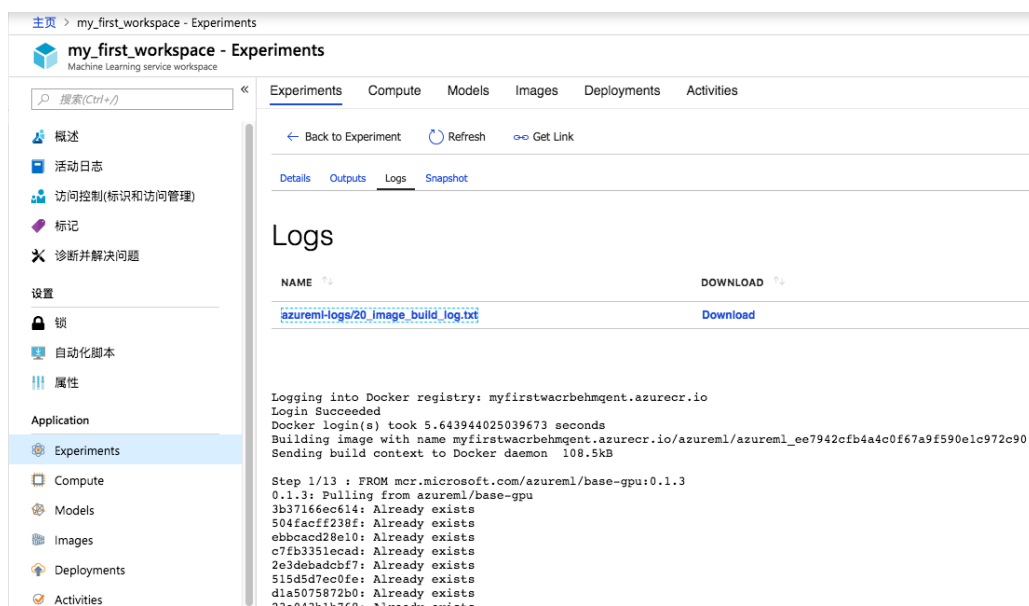 主页 > my_first_workspace - Experiments
my_first_workspace - Experiments
Machine Learning service workspace
搜索(Ctrl+/)
«
概述
活动日志
访问控制(标识和访问管理)
标记
诊断并解决问题
设置
锁
自动化脚本
属性
Application
Experiments
Compute
Models
Images
Deployments
Activities
Experiments Compute Models Images Deployments Activities
← Back to Experiment Refresh Get Link
Details Outputs Logs Snapshot
Logs
NAME ↑↓ DOWNLOAD ↑↓
azureml-logs/20_image_build_log.txt Download
Logging into Docker registry: myfirstwacrbehmqent.azurecr.io
Login Succeeded
Docker login(s) took 5.643944025039673 seconds
Building image with name myfirstwacrbehmqent.azurecr.io/azureml/azureml_ee7942cfb4a4c0f67a9f590e1c972c90
Sending build context to Docker daemon 108.5kB
Step 1/13 : FROM mcr.microsoft.com/azureml/base-gpu:0.1.3
0.1.3: Pulling from azureml/base-gpu
3b37166ec614: Already exists
504facff238f: Already exists
ebbcacd28e10: Already exists
c7fb3351ecad: Already exists
2e3debadcbf7: Already exists
515d5d7ec0fe: Already exists
d1a5075872b0: Already exists